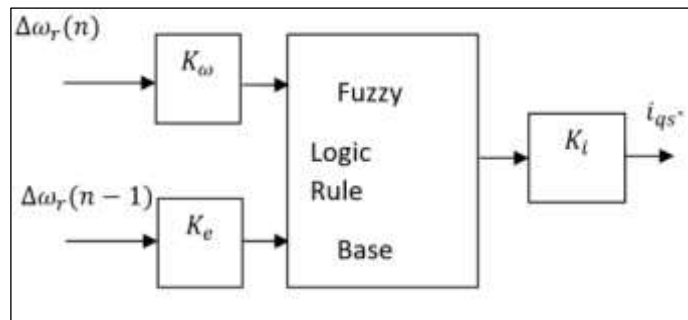 Δω_r(n)
K_ω
Fuzzy
Logic
Rule
Base
K_i
i_qs*
Δω_r(n − 1)
K_e